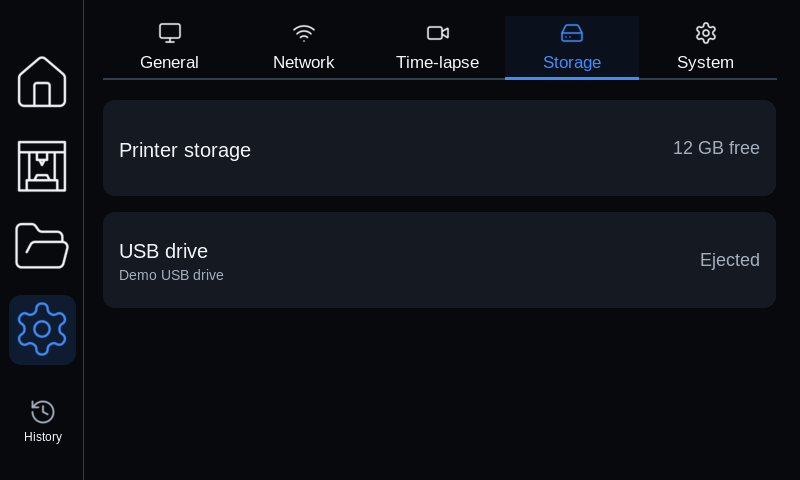 General
Network
Time-lapse
Storage
System
Printer storage
12 GB free
USB drive
Demo USB drive
Ejected
History